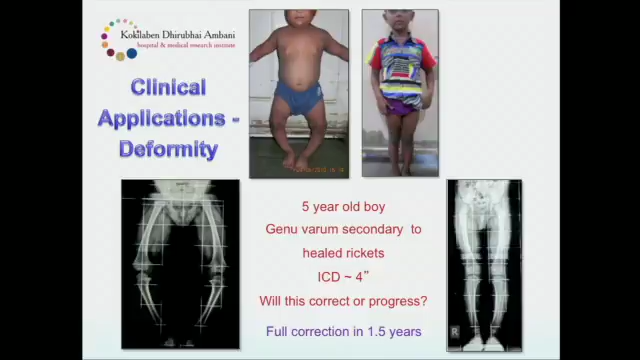 Kokilaben Dhirubhai Ambani
hospital & medical research institute
Clinical
Applications -
Deformity
5 year old boy
Genu varum secondary to
healed rickets
ICD ~ 4”
Will this correct or progress?
Full correction in 1.5 years
R